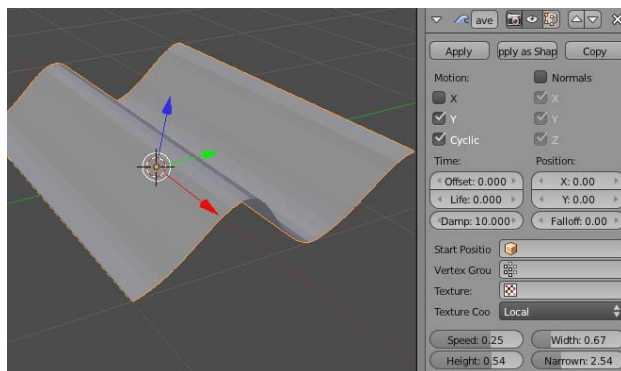 ave
Apply pply as Shap Copy
Motion: Normals
X X
Y Y
Cyclic Z
Time: Position:
Offset: 0.000 X: 0.00
Life: 0.000 Y: 0.00
Damp: 10.000 Falloff: 0.00
Start Positio
Vertex Grou
Texture:
Texture Coo Local
Speed: 0.25 Width: 0.67
Height: 0.54 Narrown: 2.54